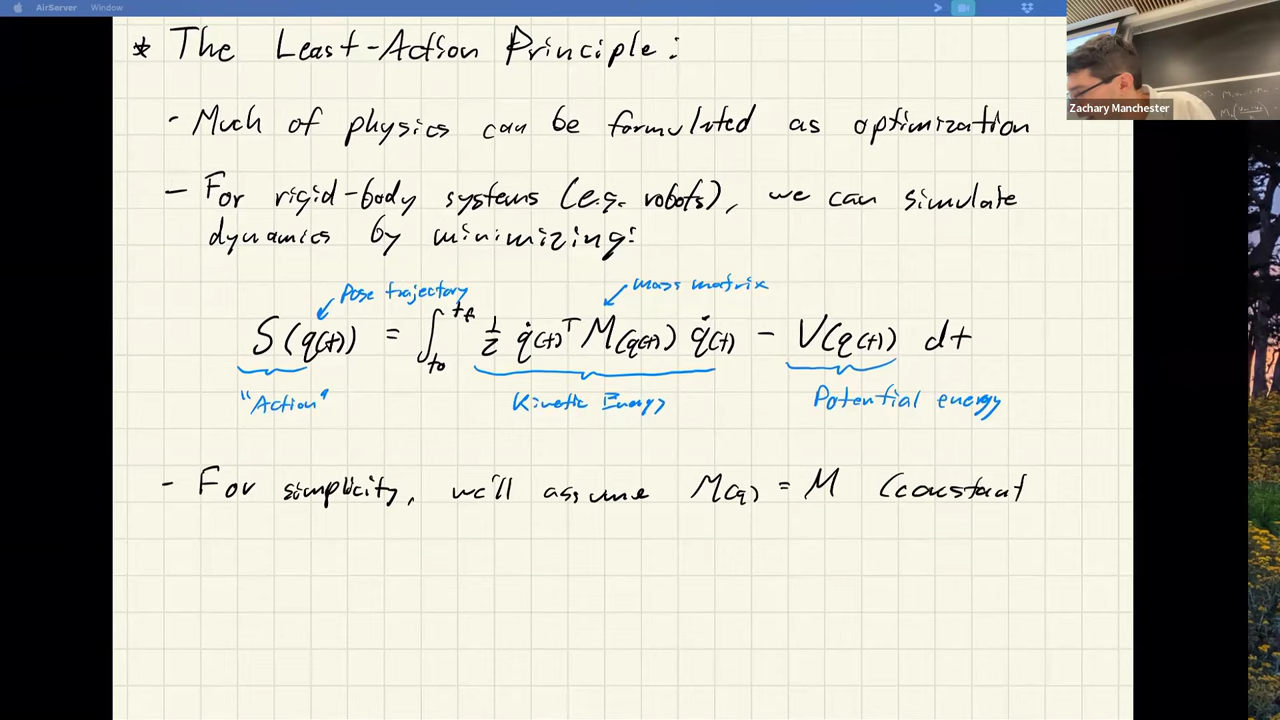 AirServer Window
* The Least-Action Principle:
- Much of physics can be formulated as optimization
- For rigid-body systems (e.g. robots), we can simulate
dynamics by minimizing:
Pose trajectory
mass matrix
S(q(t)) = ∫_{t0}^{tf} 1/2 q̇(t)ᵀ M(q(t)) q̇(t) - V(q(t)) dt
"Action"
Kinetic Energy
Potential energy
- For simplicity, we'll assume M(q) = M (constant
Zachary Manchester